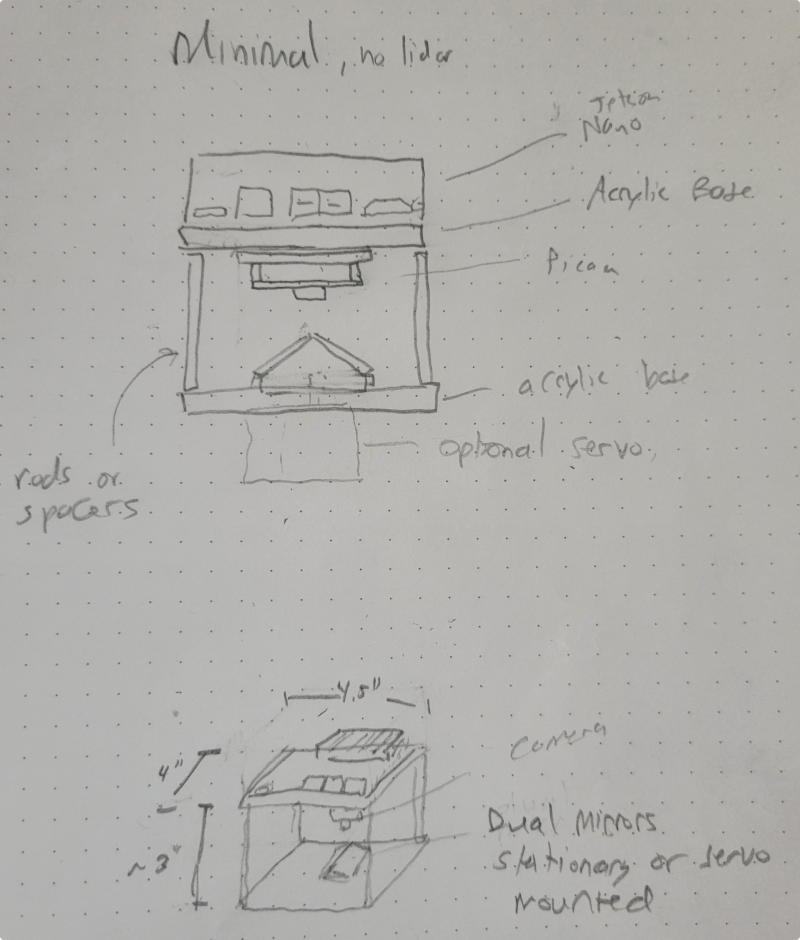 Minimal, no lidar
Jetson
Nano
Acrylic Base
Picam
acrylic base
optional servo
rods or
spacers
4.5"
4"
~3"
Camera
Dual Mirrors
stationary or servo
mounted